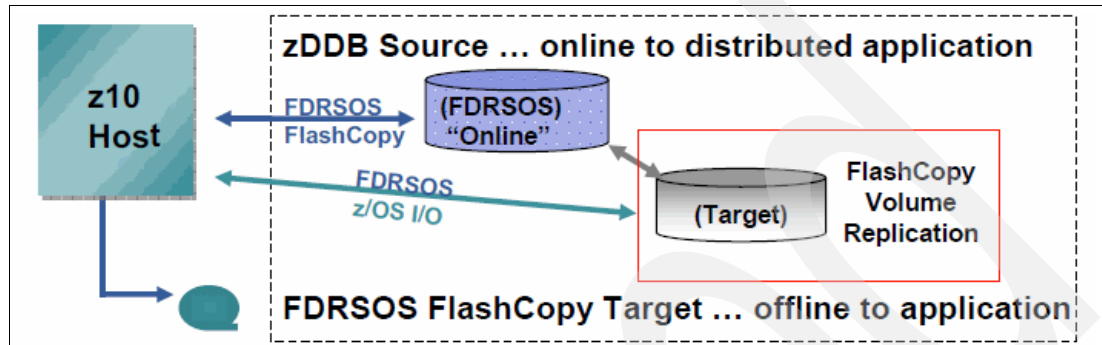 zDDB Source ... online to distributed application
z10
Host
FDRSOS
FlashCopy
(FDRSOS)
“Online”
FDRSOS
z/OS I/O
(Target)
FlashCopy
Volume
Replication
FDRSOS FlashCopy Target ... offline to application